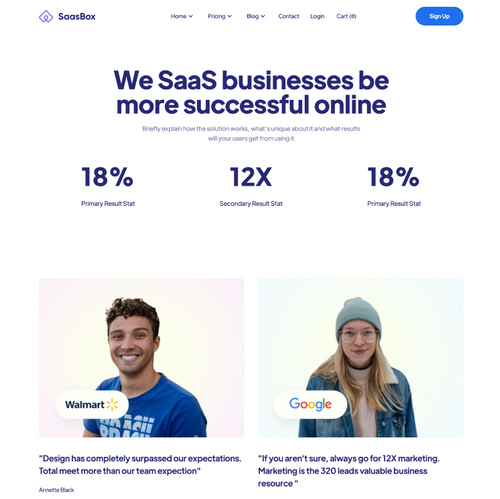 SaasBox
Home Pricing Blog Contact Login Cart (0)
Sign Up
We SaaS businesses be
more successful online
Briefly explain how the solution works, what's unique about it and what results
will your users get from using it
18% 12X 18%
Primary Result Stat Secondary Result Stat Primary Result Stat
Walmart
Google
"Design has completely surpassed our expectations.
Total meet more than our team expection"
Annette Black
"If you aren't sure, always go for 12X marketing.
Marketing is the 320 leads valuable business
resource "